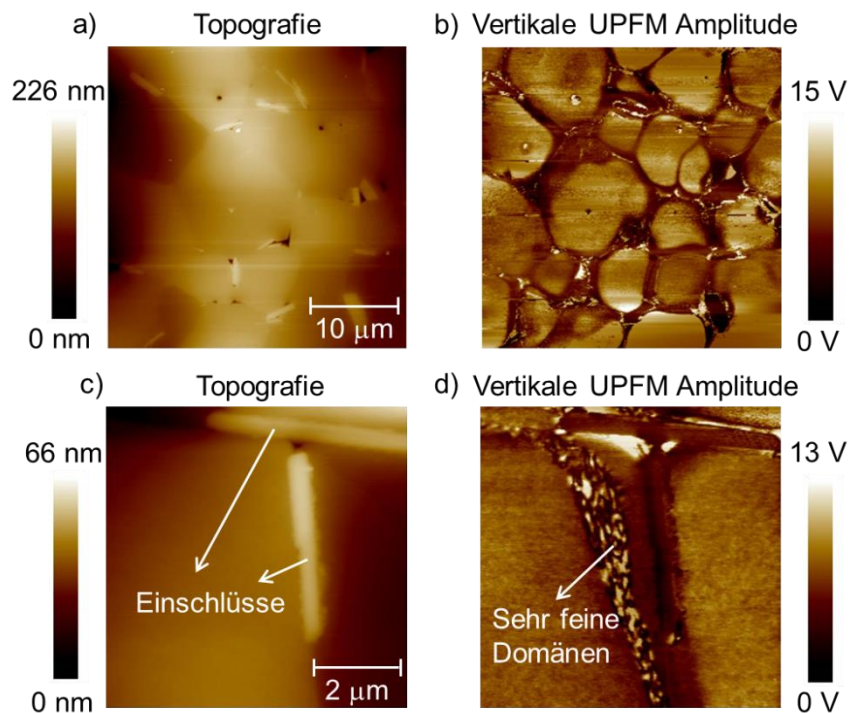 a) Topografie
b) Vertikale UPFM Amplitude
226 nm
0 nm
10 μm
15 V
0 V
c) Topografie
d) Vertikale UPFM Amplitude
66 nm
0 nm
Einschlüsse
2 μm
Sehr feine
Domänen
13 V
0 V